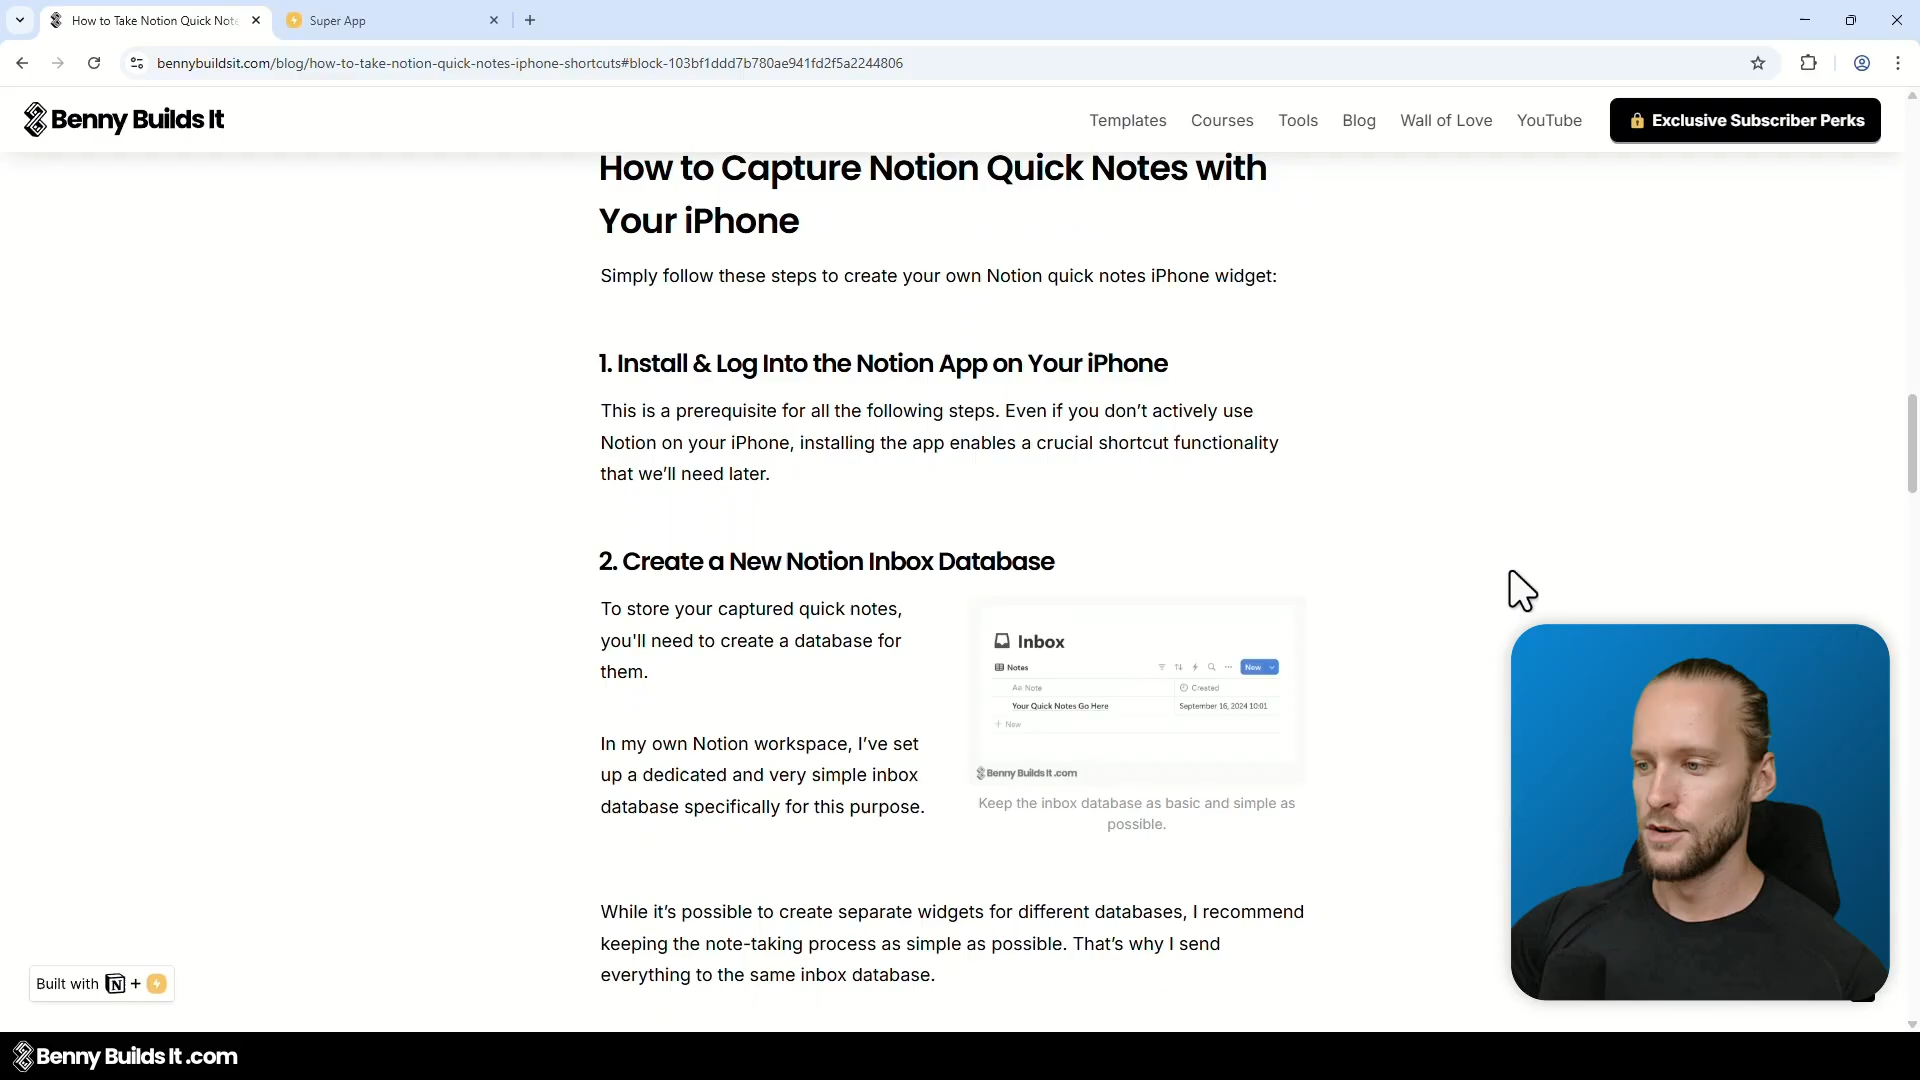 How to Take Notion Quick Note
Super App
bennybuildsit.com/blog/how-to-take-notion-quick-notes-iphone-shortcuts#block-103bf1ddd7b780ae941fd2f5a2244806
Benny Builds It
Templates
Courses
Tools
Blog
Wall of Love
YouTube
Exclusive Subscriber Perks
How to Capture Notion Quick Notes with
Your iPhone
Simply follow these steps to create your own Notion quick notes iPhone widget:
1. Install & Log Into the Notion App on Your iPhone
This is a prerequisite for all the following steps. Even if you don’t actively use
Notion on your iPhone, installing the app enables a crucial shortcut functionality
that we’ll need later.
2. Create a New Notion Inbox Database
To store your captured quick notes,
you'll need to create a database for
them.
In my own Notion workspace, I’ve set
up a dedicated and very simple inbox
database specifically for this purpose.
Inbox
Notes
New
Aa Note
Created
Your Quick Notes Go Here
September 16, 2024 10:01
+ New
Benny Builds It .com
Keep the inbox database as basic and simple as
possible.
While it’s possible to create separate widgets for different databases, I recommend
keeping the note-taking process as simple as possible. That’s why I send
everything to the same inbox database.
Built with N +
Benny Builds It .com